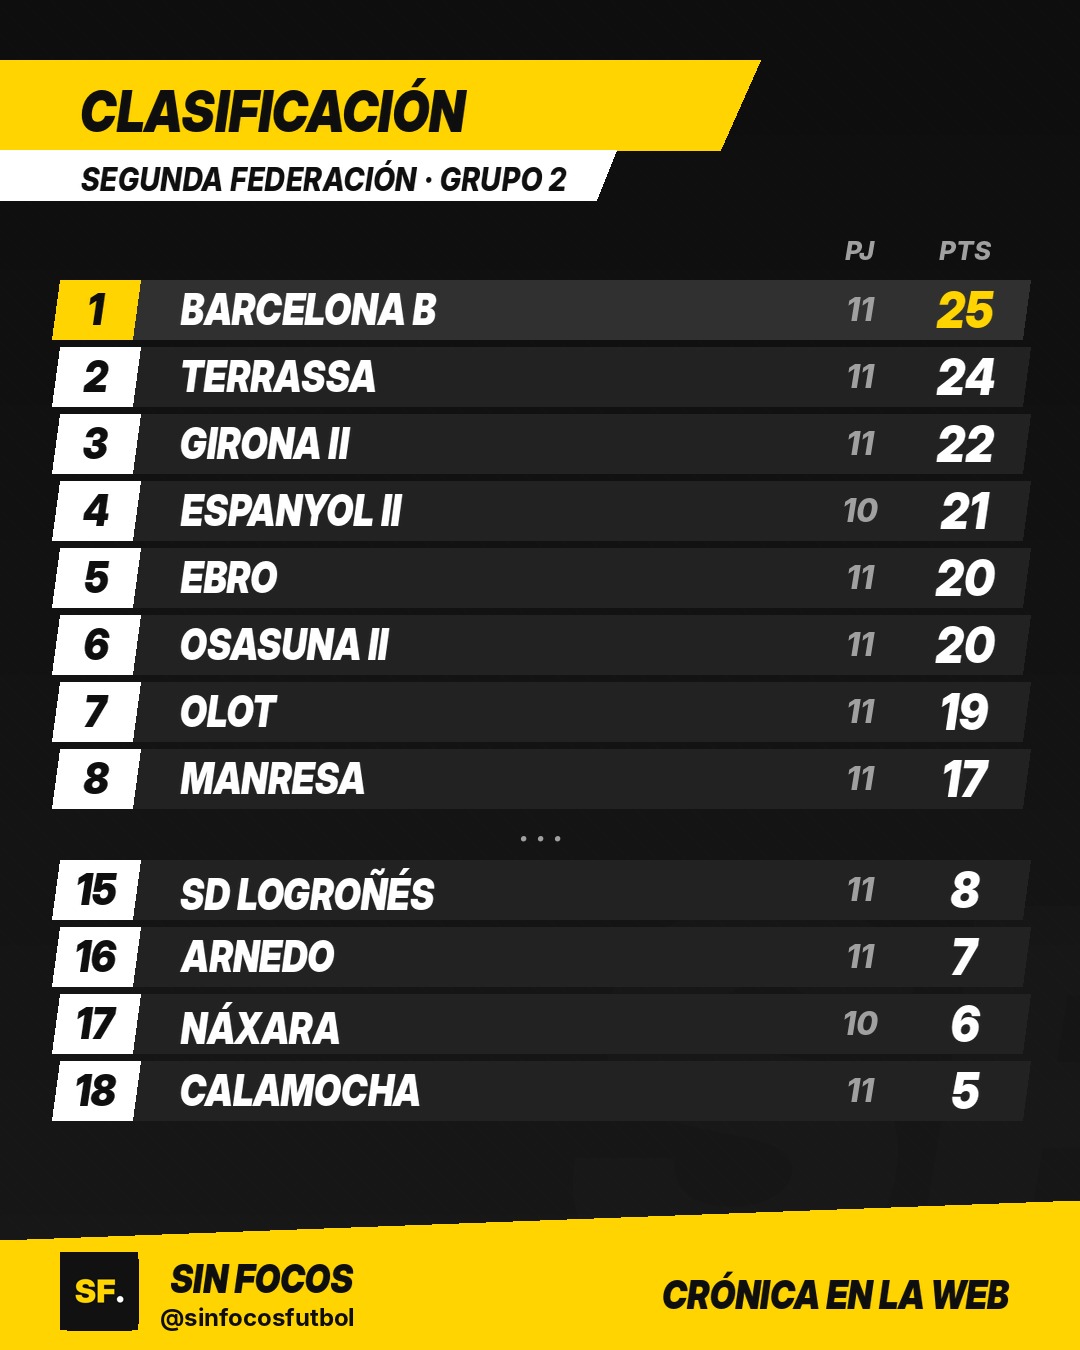 CLASIFICACIÓN
SEGUNDA FEDERACIÓN · GRUPO 2
PJ PTS
1 BARCELONA B 11 25
2 TERRASSA 11 24
3 GIRONA II 11 22
4 ESPANYOL II 10 21
5 EBRO 11 20
6 OSASUNA II 11 20
7 OLOT 11 19
8 MANRESA 11 17
...
15 SD LOGROÑÉS 11 8
16 ARNEDO 11 7
17 NÁXARA 10 6
18 CALAMOCHA 11 5
SF. SIN FOCOS
@sinfocosfutbol
CRÓNICA EN LA WEB